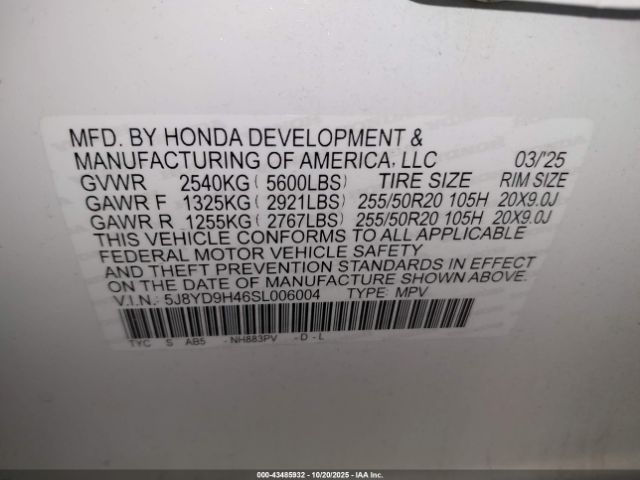 MFD. BY HONDA DEVELOPMENT &
MANUFACTURING OF AMERICA, LLC 03/'25
GVWR 2540KG ( 5600LBS) TIRE SIZE RIM SIZE
GAWR F 1325KG ( 2921LBS) 255/50R20 105H 20X9.0J
GAWR R 1255KG ( 2767LBS) 255/50R20 105H 20X9.0J
THIS VEHICLE CONFORMS TO ALL APPLICABLE
FEDERAL MOTOR VEHICLE SAFETY
AND THEFT PREVENTION STANDARDS IN EFFECT
ON THE DATE OF MANUFACTURE SHOWN ABOVE.
V.I.N.: 5J8YD9H46SL006004 TYPE: MPV
TYC S AB5 - NH883PV - D - L
000-43485932 - 10/20/2025 - IAA Inc.